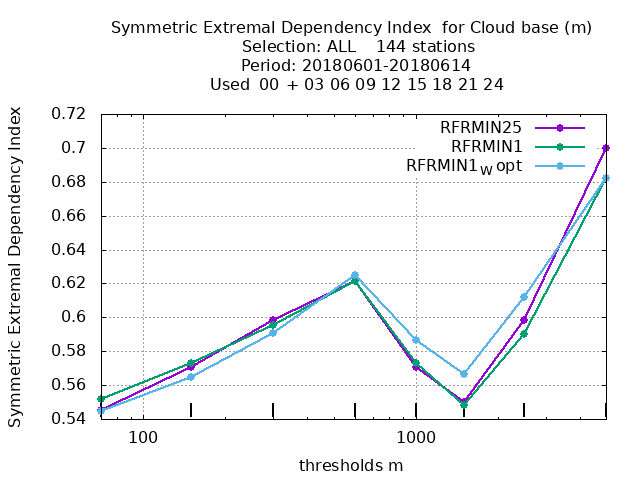 Symmetric Extremal Dependency Index for Cloud base (m)
Selection: ALL 144 stations
Period: 20180601-20180614
Used 00 + 03 06 09 12 15 18 21 24
Symmetric Extremal Dependency Index
0.72
0.7
0.68
0.66
0.64
0.62
0.6
0.58
0.56
0.54
RFRMIN25
RFRMIN1
RFRMIN1W opt
100 1000
thresholds m